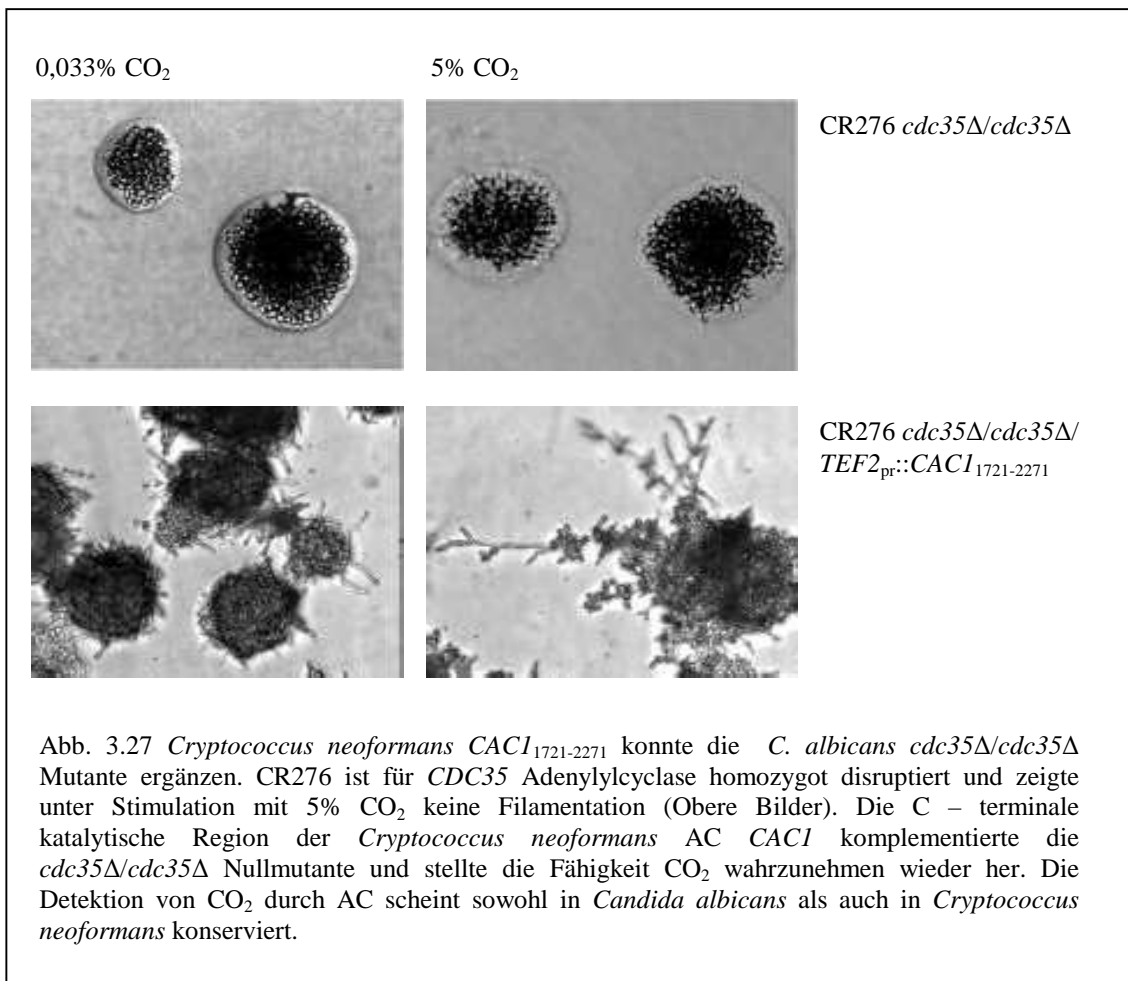 0,033% CO₂ 5% CO₂
CR276 cdc35Δ/cdc35Δ
CR276 cdc35Δ/cdc35Δ/
TEF2pr::CAC1₁₇₂₁₋₂₂₇₁
Abb. 3.27 Cryptococcus neoformans CAC1₁₇₂₁₋₂₂₇₁ konnte die C. albicans cdc35Δ/cdc35Δ
Mutante ergänzen. CR276 ist für CDC35 Adenylylcyclase homozygot disruptiert und zeigte
unter Stimulation mit 5% CO₂ keine Filamentation (Obere Bilder). Die C – terminale
katalytische Region der Cryptococcus neoformans AC CAC1 komplementierte die
cdc35Δ/cdc35Δ Nullmutante und stellte die Fähigkeit CO₂ wahrzunehmen wieder her. Die
Detektion von CO₂ durch AC scheint sowohl in Candida albicans als auch in Cryptococcus
neoformans konserviert.